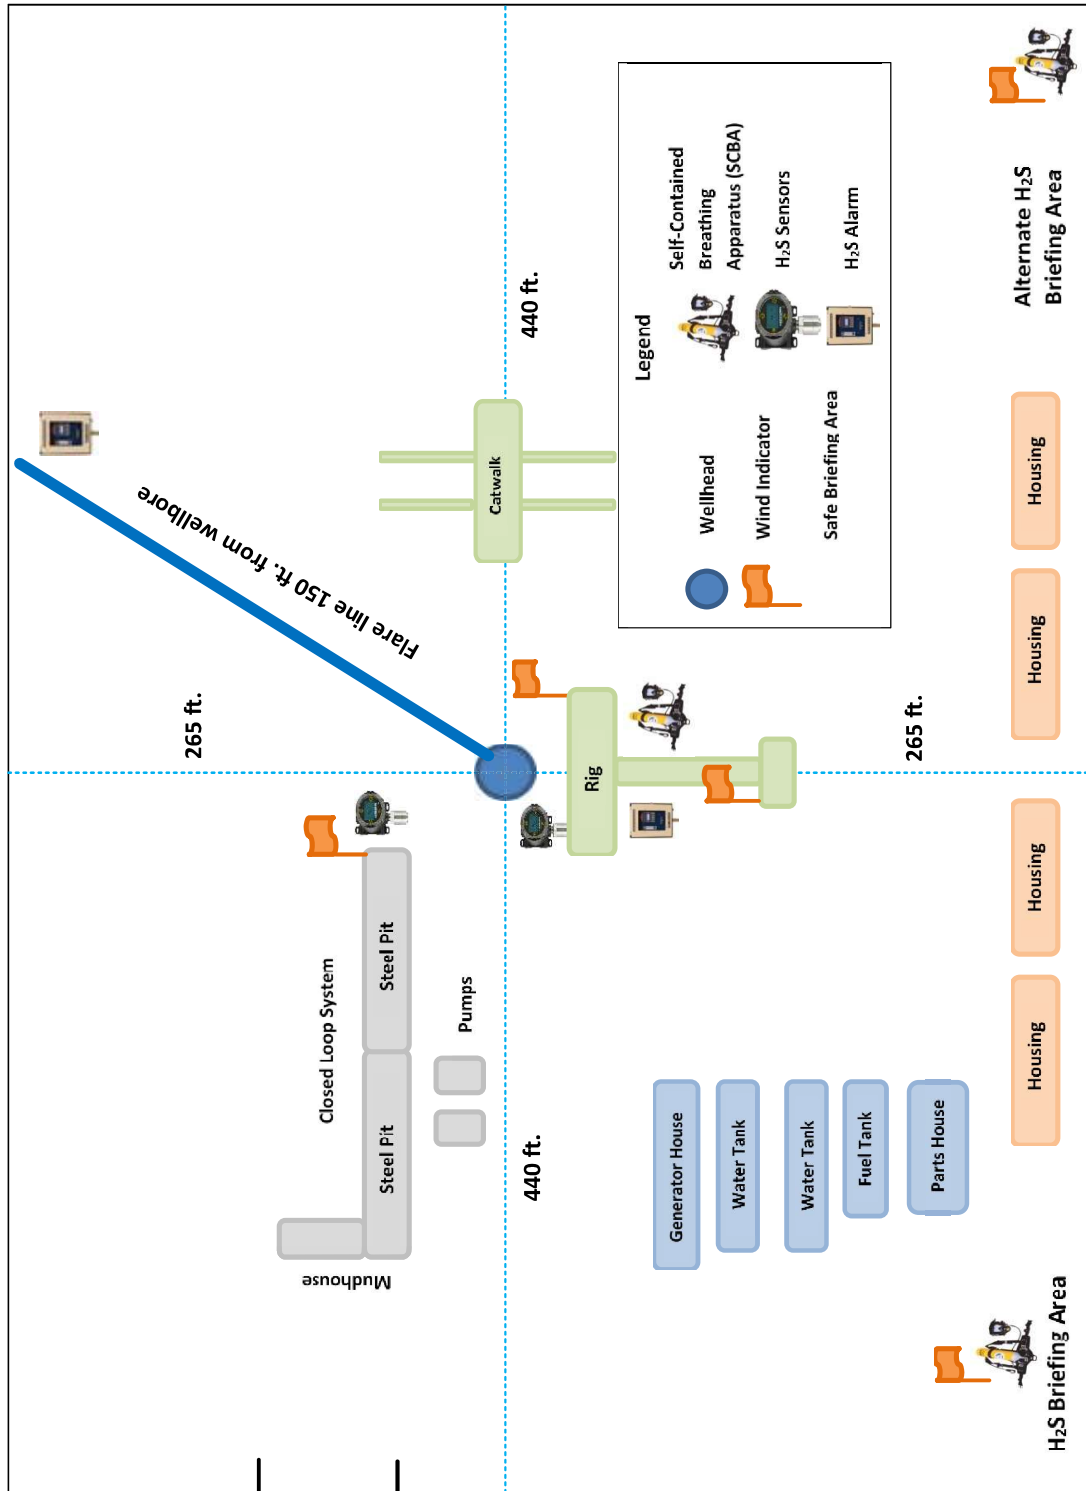 Flare line 150 ft. from wellbore
265 ft.
440 ft.
Catwalk
Closed Loop System
Steel Pit
Steel Pit
Mudhouse
Pumps
440 ft.
Rig
265 ft.
Generator House
Water Tank
Water Tank
Fuel Tank
Parts House
Legend
Wellhead
Wind Indicator
Safe Briefing Area
Self-Contained
Breathing
Apparatus (SCBA)
H₂S Sensors
H₂S Alarm
H₂S Briefing Area
Housing
Housing
Housing
Housing
Alternate H₂S
Briefing Area